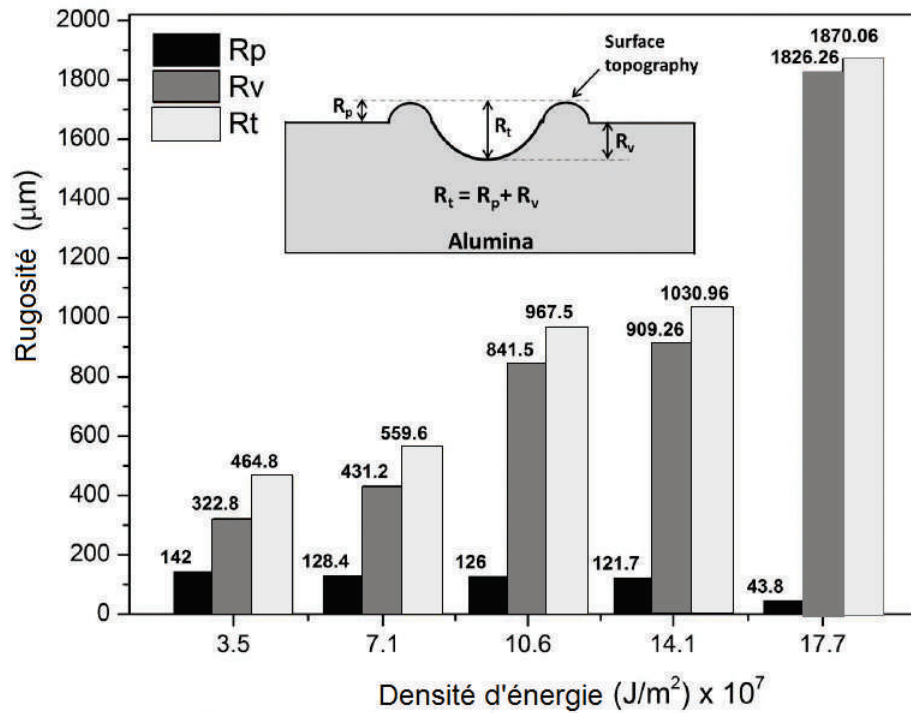 2000
1800
1600
1400
1200
1000
800
600
400
200
0
Rugosité (µm)
Rp
Rv
Rt
Surface
topography
Rp
Rt
Rv
Rt = Rp+ Rv
Alumina
142
322.8
464.8
128.4
431.2
559.6
126
841.5
967.5
121.7
909.26
1030.96
43.8
1826.26
1870.06
3.5
7.1
10.6
14.1
17.7
Densité d'énergie (J/m²) x 10⁷